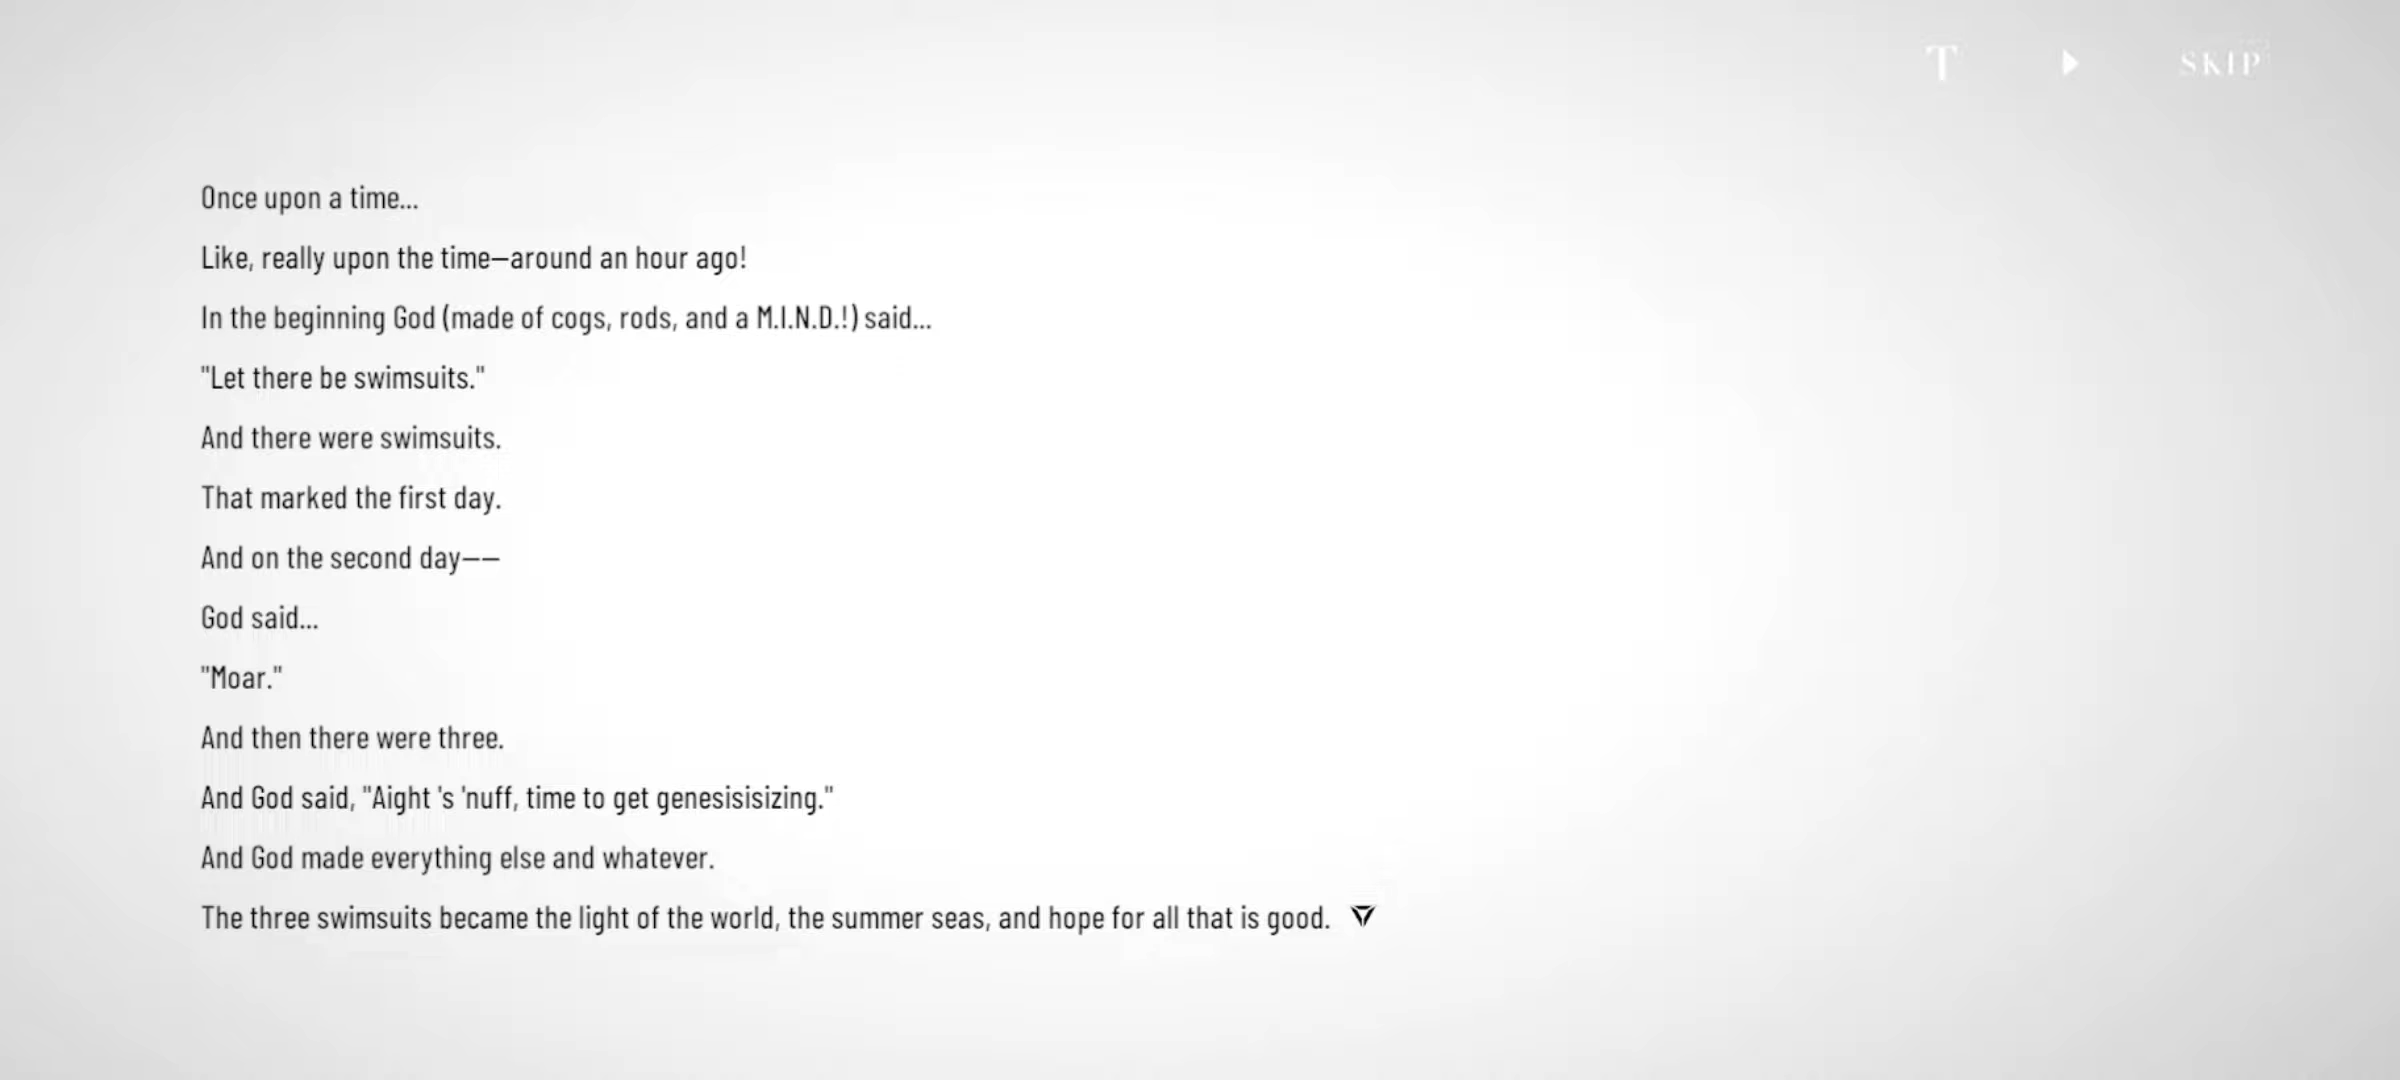 T
SKIP
Once upon a time...
Like, really upon the time—around an hour ago!
In the beginning God (made of cogs, rods, and a M.I.N.D.!) said...
"Let there be swimsuits."
And there were swimsuits.
That marked the first day.
And on the second day——
God said...
"Moar."
And then there were three.
And God said, "Aight 's 'nuff, time to get genesisisizing."
And God made everything else and whatever.
The three swimsuits became the light of the world, the summer seas, and hope for all that is good.